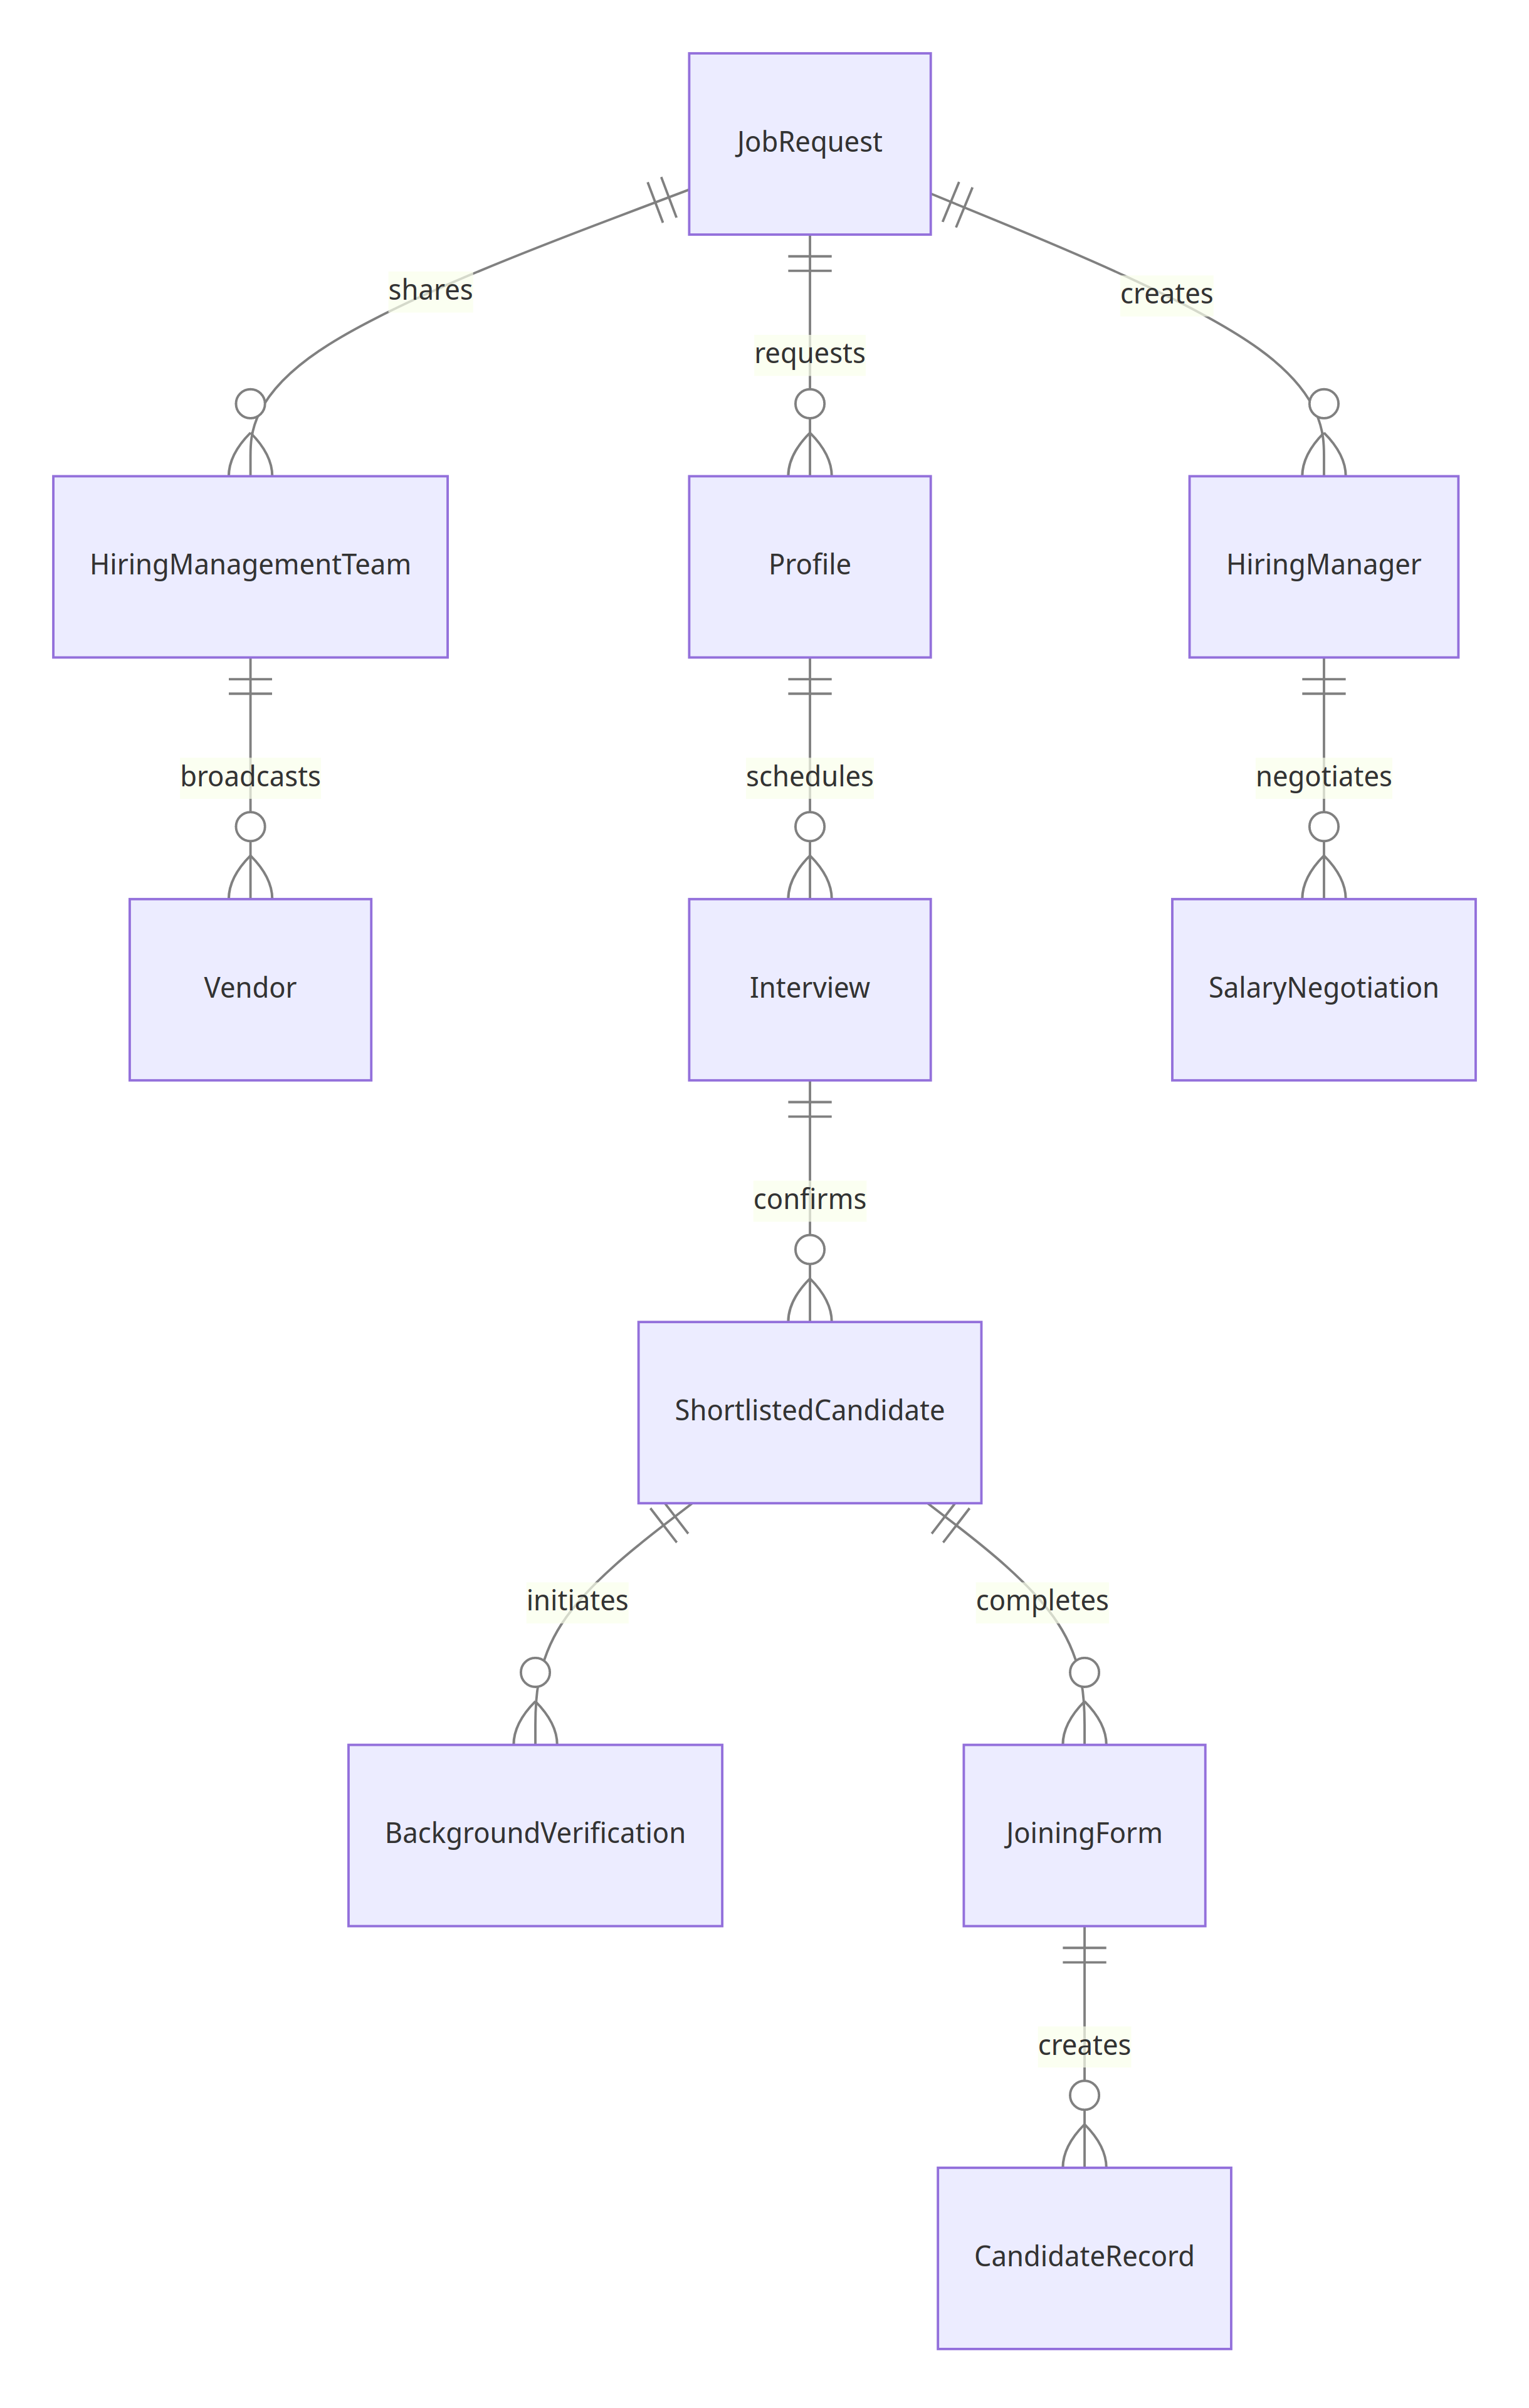 JobRequest
shares
creates
requests
HiringManagementTeam
Profile
HiringManager
broadcasts
schedules
negotiates
Vendor
Interview
SalaryNegotiation
confirms
ShortlistedCandidate
initiates
completes
BackgroundVerification
JoiningForm
creates
CandidateRecord